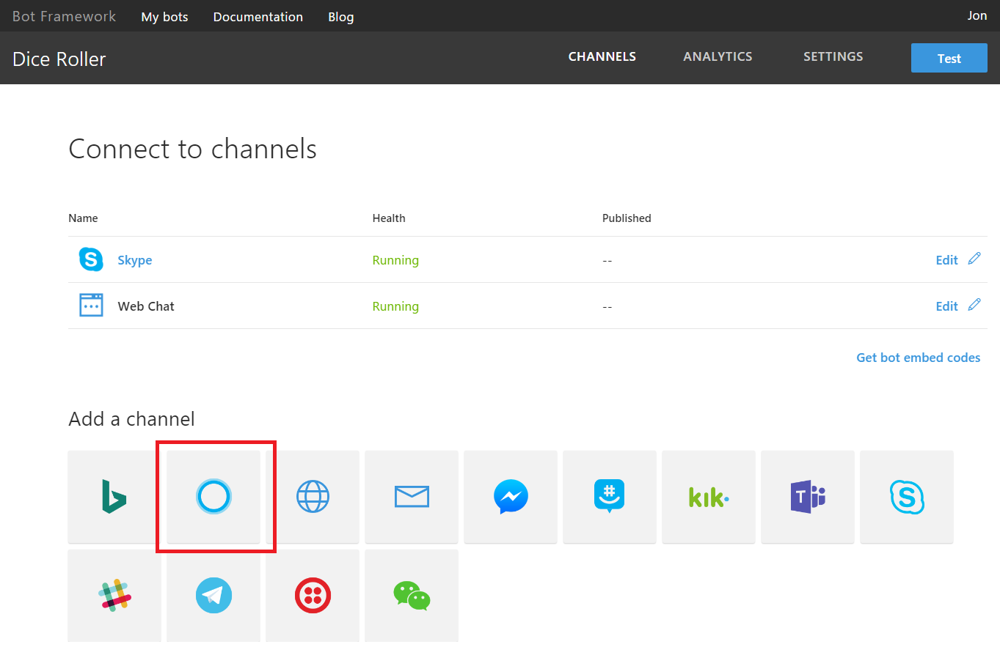 Bot Framework My bots Documentation Blog Jon
Dice Roller CHANNELS ANALYTICS SETTINGS Test
Connect to channels
Name Health Published
Skype Running -- Edit
Web Chat Running -- Edit
Get bot embed codes
Add a channel
kik.
T